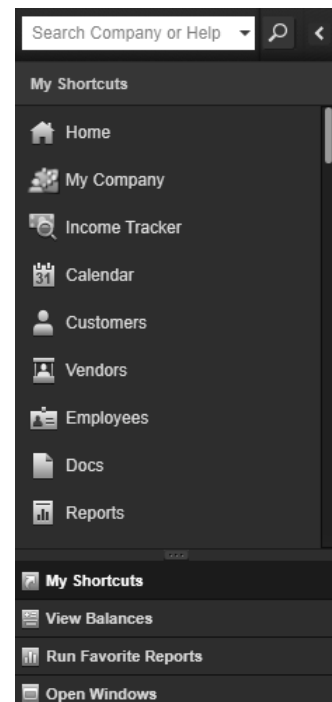 Search Company or Help
My Shortcuts
Home
My Company
Income Tracker
31 Calendar
Customers
Vendors
Employees
Docs
Reports
My Shortcuts
View Balances
Run Favorite Reports
Open Windows